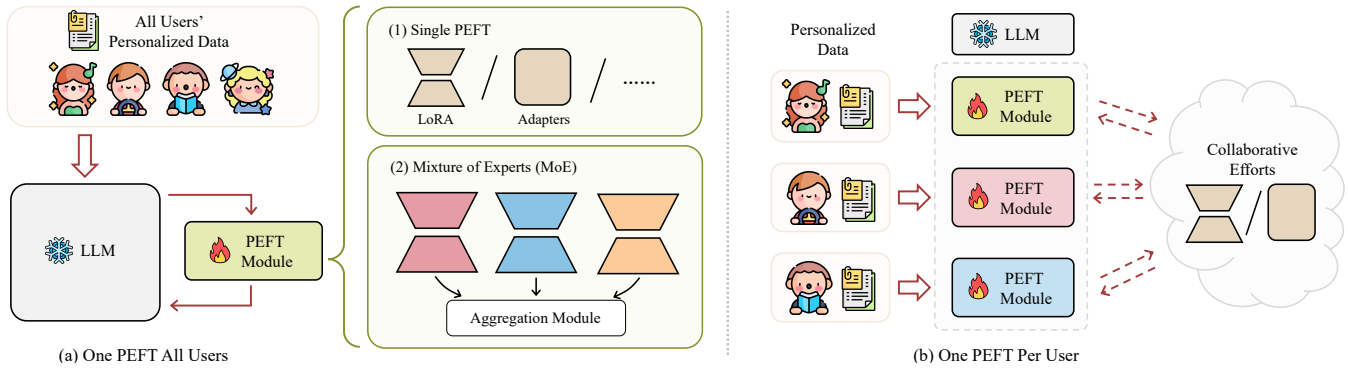 All Users'
Personalized Data
LLM
PEFT
Module
(1) Single PEFT
LoRA
Adapters
......
(2) Mixture of Experts (MoE)
Aggregation Module
(a) One PEFT All Users
Personalized
Data
LLM
PEFT
Module
PEFT
Module
PEFT
Module
Collaborative
Efforts
(b) One PEFT Per User